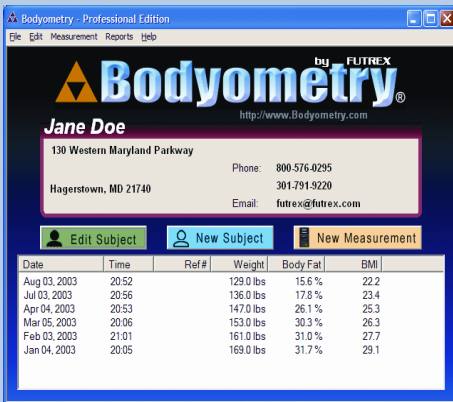 Bodyometry - Professional Edition
File Edit Measurement Reports Help
by FUTREX
Bodyometry®
http://www.Bodyometry.com
Jane Doe
130 Western Maryland Parkway
Phone: 800-576-0295
Hagerstown, MD 21740 301-791-9220
Email: futrex@futrex.com
Edit Subject New Subject New Measurement
Date Time Ref# Weight Body Fat BMI
Aug 03, 2003 20:52 129.0 lbs 15.6 % 22.2
Jul 03, 2003 20:56 136.0 lbs 17.8 % 23.4
Apr 04, 2003 20:53 147.0 lbs 26.1 % 25.3
Mar 05, 2003 20:06 153.0 lbs 30.3 % 26.3
Feb 03, 2003 21:01 161.0 lbs 31.0 % 27.7
Jan 04, 2003 20:05 169.0 lbs 31.7 % 29.1